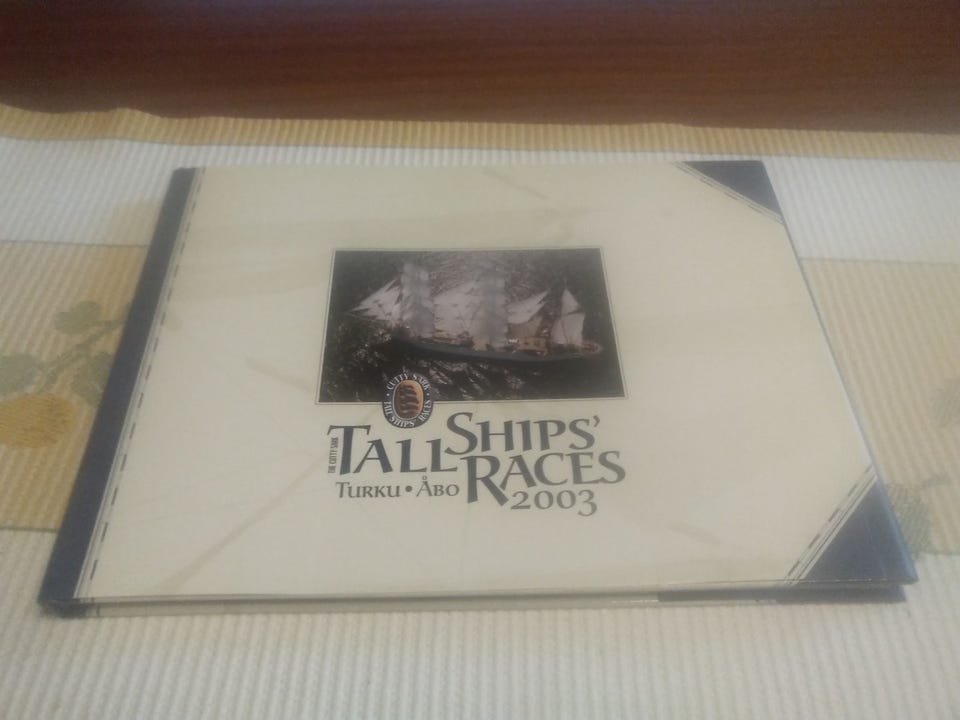 CUTTY SARK
TALL SHIPS' RACES
THE CUTTY SARK
TALL SHIPS'
RACES
TURKU • ÅBO
2003